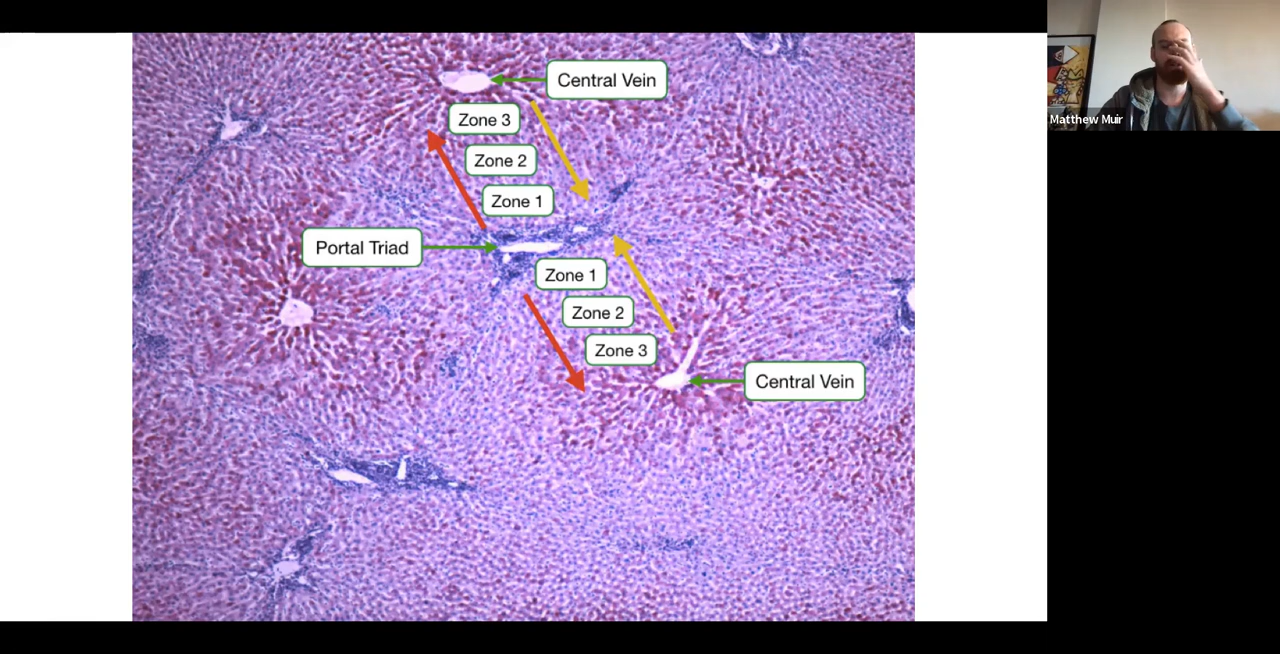 Central Vein
Zone 3
Zone 2
Zone 1
Portal Triad
Zone 1
Zone 2
Zone 3
Central Vein
Matthew Muir